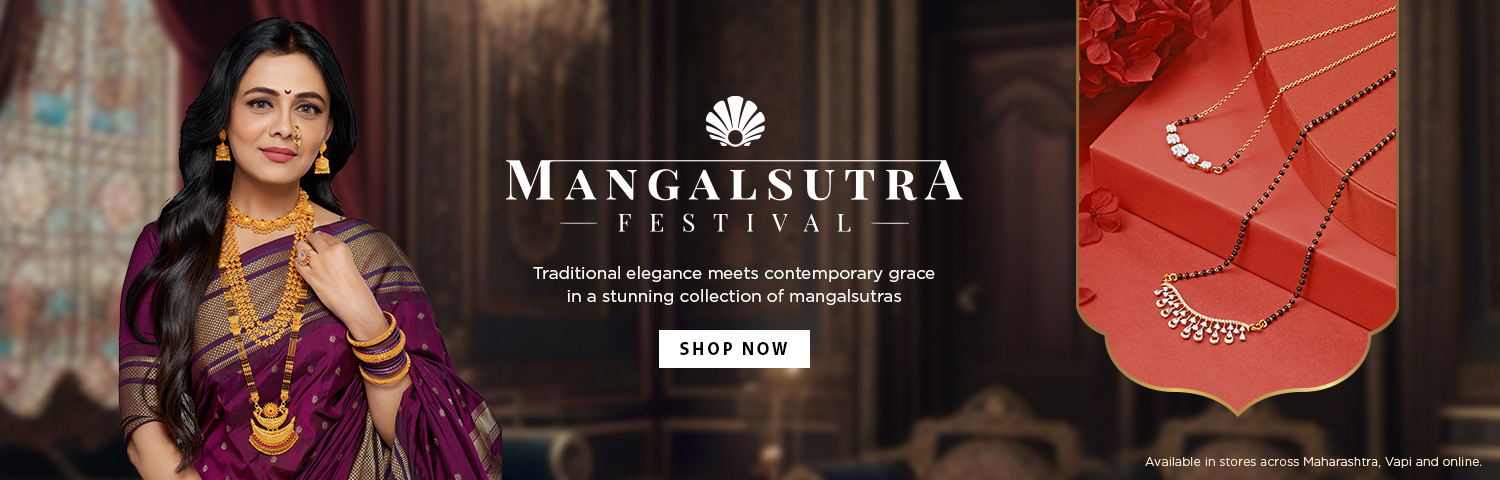 MANGALSUTRA
FESTIVAL
Traditional elegance meets contemporary grace
in a stunning collection of mangalsutras
SHOP NOW
Available in stores across Maharashtra, Vapi and online.